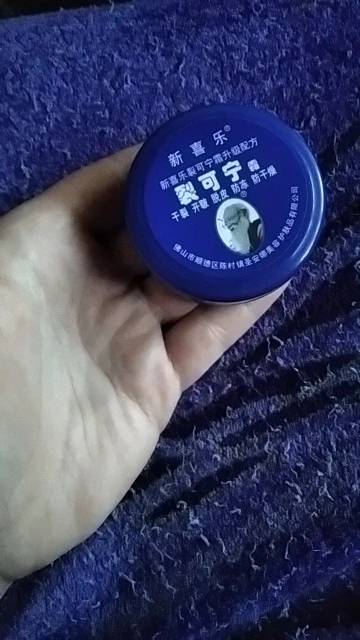 新喜乐®
新喜乐裂可宁霜升级配方
裂可宁霜
®
干裂 开皲 脱皮 防冻 防干燥
佛山市顺德区陈村镇圣安德美容护肤品有限公司